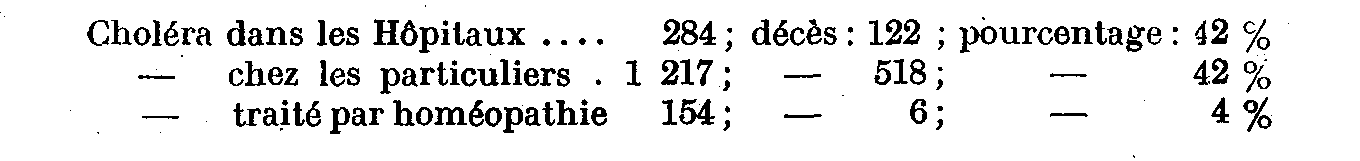 Choléra dans les Hôpitaux .... 284 ; décès : 122 ; pourcentage : 42 %
— chez les particuliers . 1 217 ; — 518 ; — 42 %
— traité par homéopathie 154 ; — 6 ; — 4 %